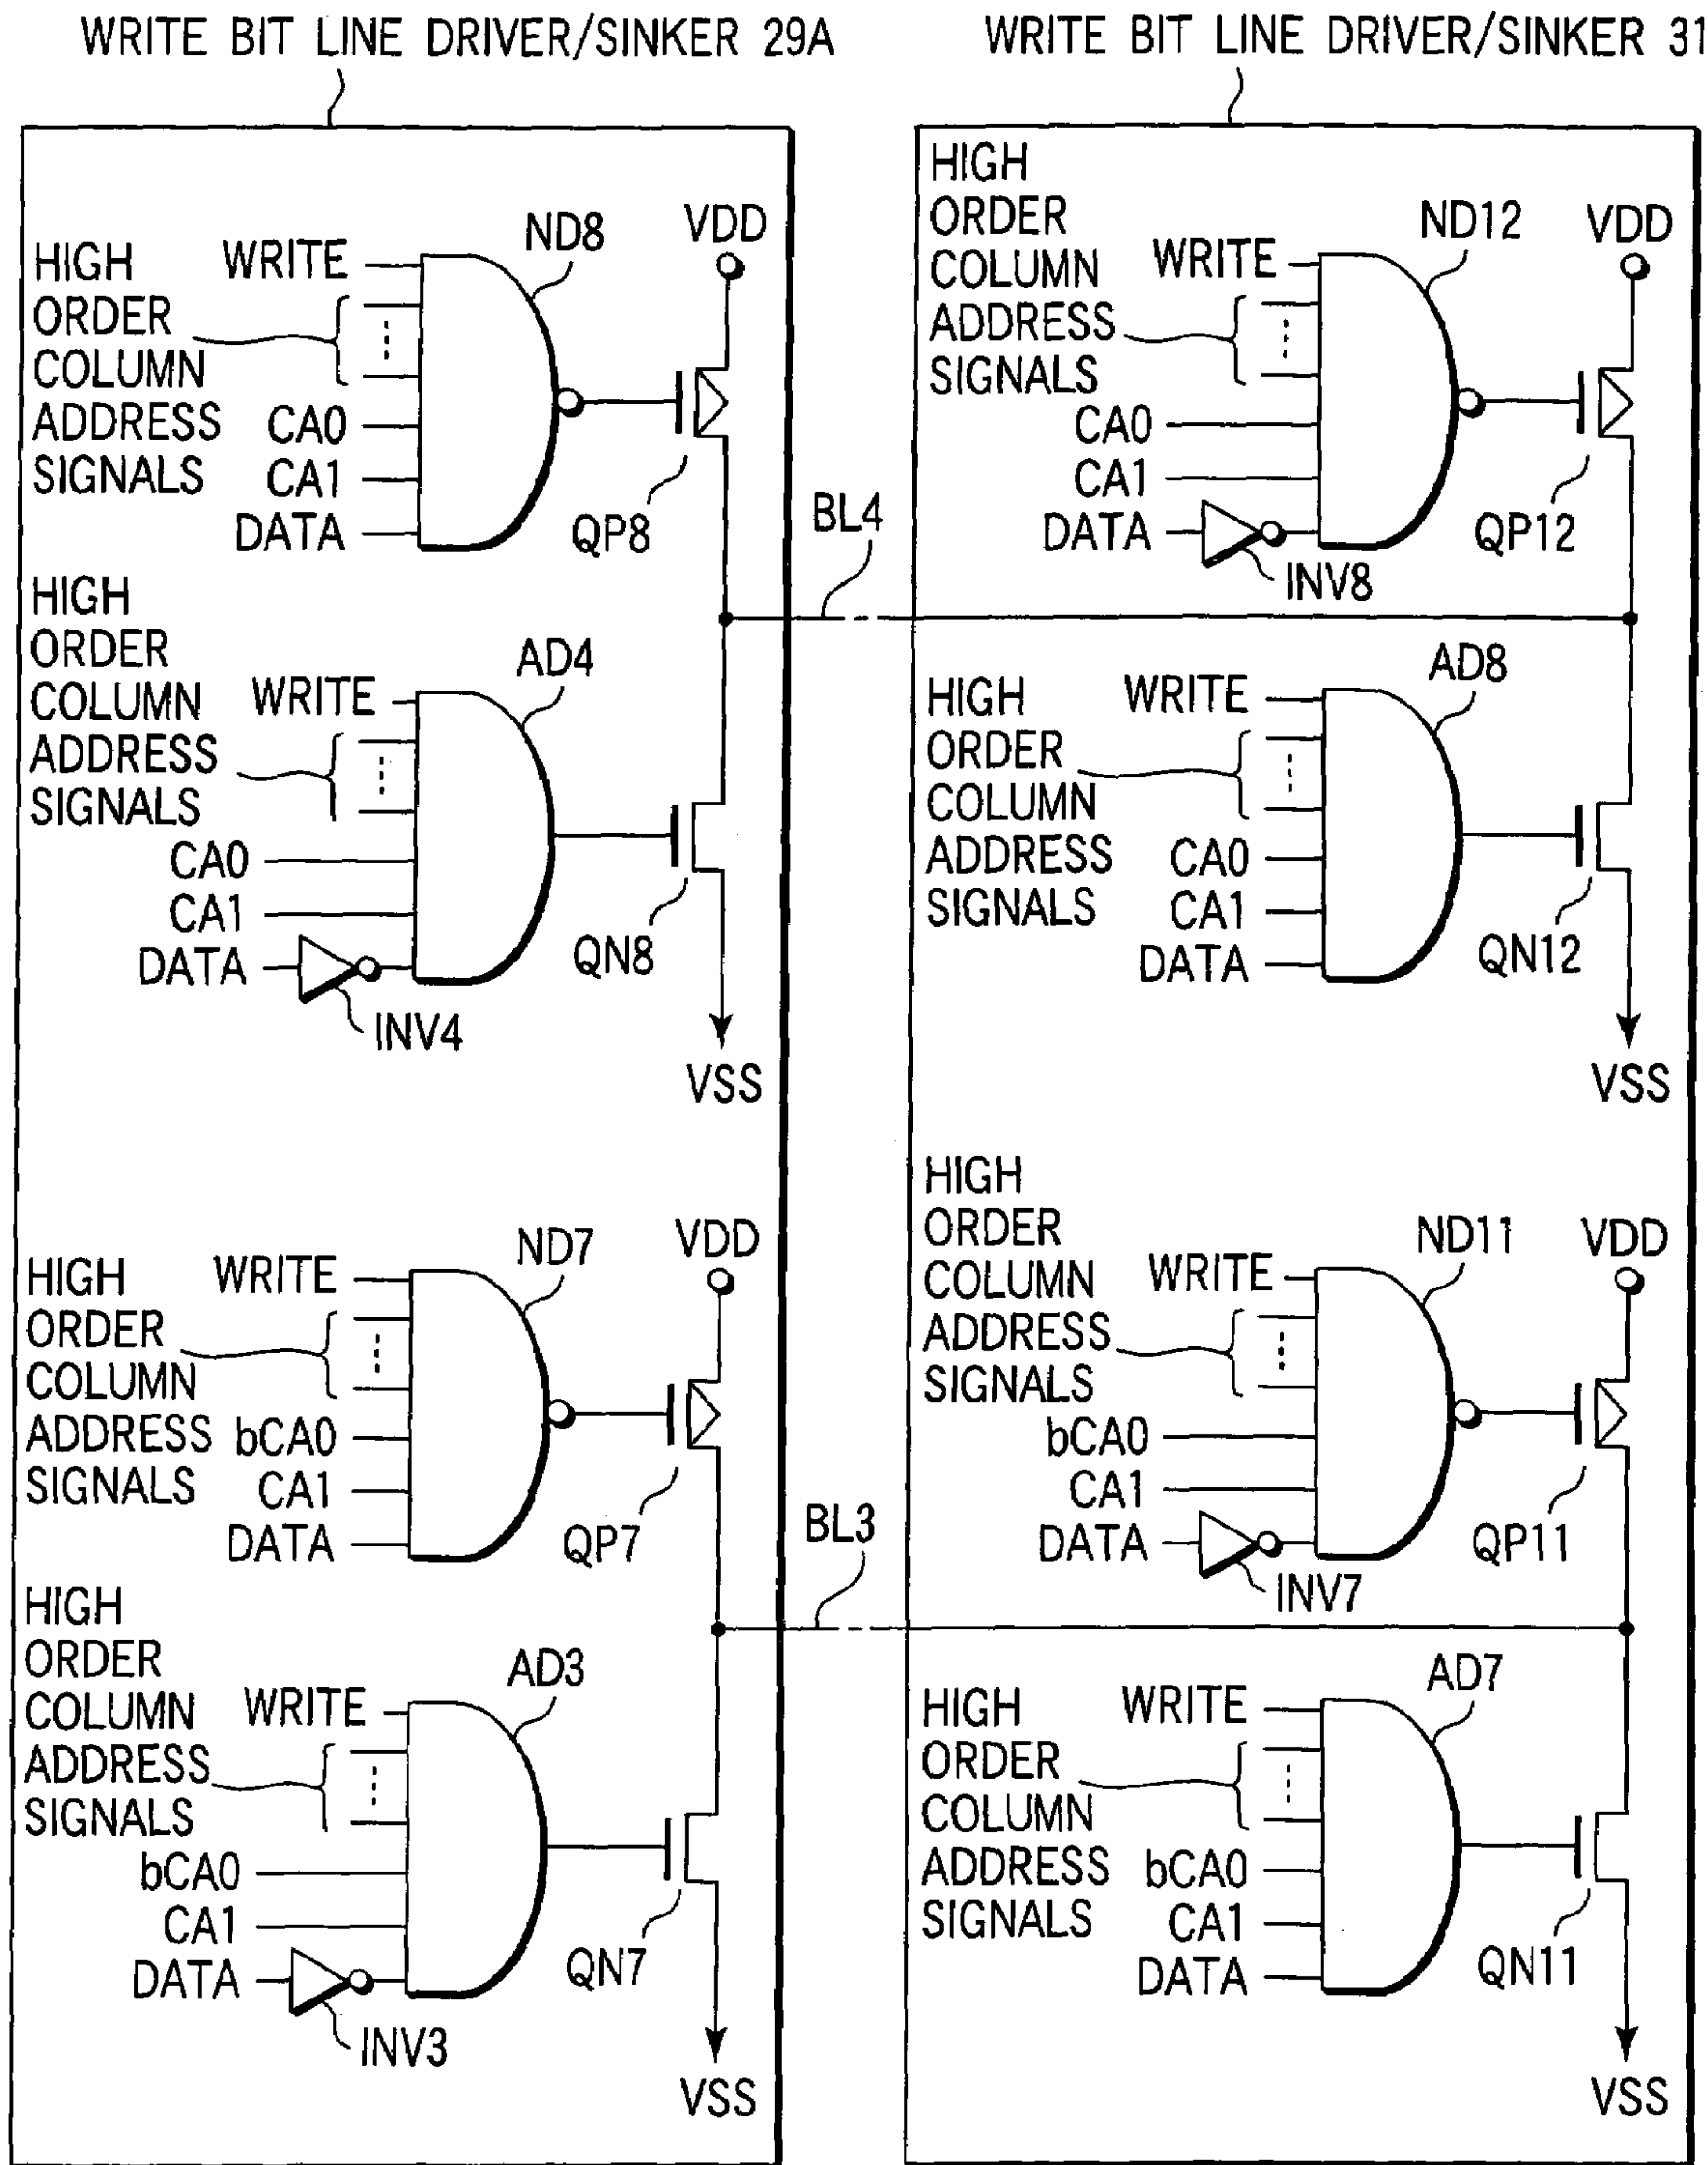 WRITE BIT LINE DRIVER/SINKER 29A
WRITE BIT LINE DRIVER/SINKER 31
HIGH
ORDER
COLUMN
ADDRESS
SIGNALS
WRITE
CA0
CA1
DATA
ND8
VDD
QP8
BL4
HIGH
ORDER
COLUMN
ADDRESS
SIGNALS
WRITE
CA0
CA1
DATA
INV4
AD4
QN8
VSS
HIGH
ORDER
COLUMN
ADDRESS
SIGNALS
WRITE
bCA0
CA1
DATA
ND7
VDD
QP7
BL3
HIGH
ORDER
COLUMN
ADDRESS
SIGNALS
WRITE
bCA0
CA1
DATA
INV3
AD3
QN7
VSS
HIGH
ORDER
COLUMN
ADDRESS
SIGNALS
WRITE
CA0
CA1
DATA
INV8
ND12
VDD
QP12
HIGH
ORDER
COLUMN
ADDRESS
SIGNALS
WRITE
CA0
CA1
DATA
AD8
QN12
VSS
HIGH
ORDER
COLUMN
ADDRESS
SIGNALS
WRITE
bCA0
CA1
DATA
INV7
ND11
VDD
QP11
HIGH
ORDER
COLUMN
ADDRESS
SIGNALS
WRITE
bCA0
CA1
DATA
AD7
QN11
VSS